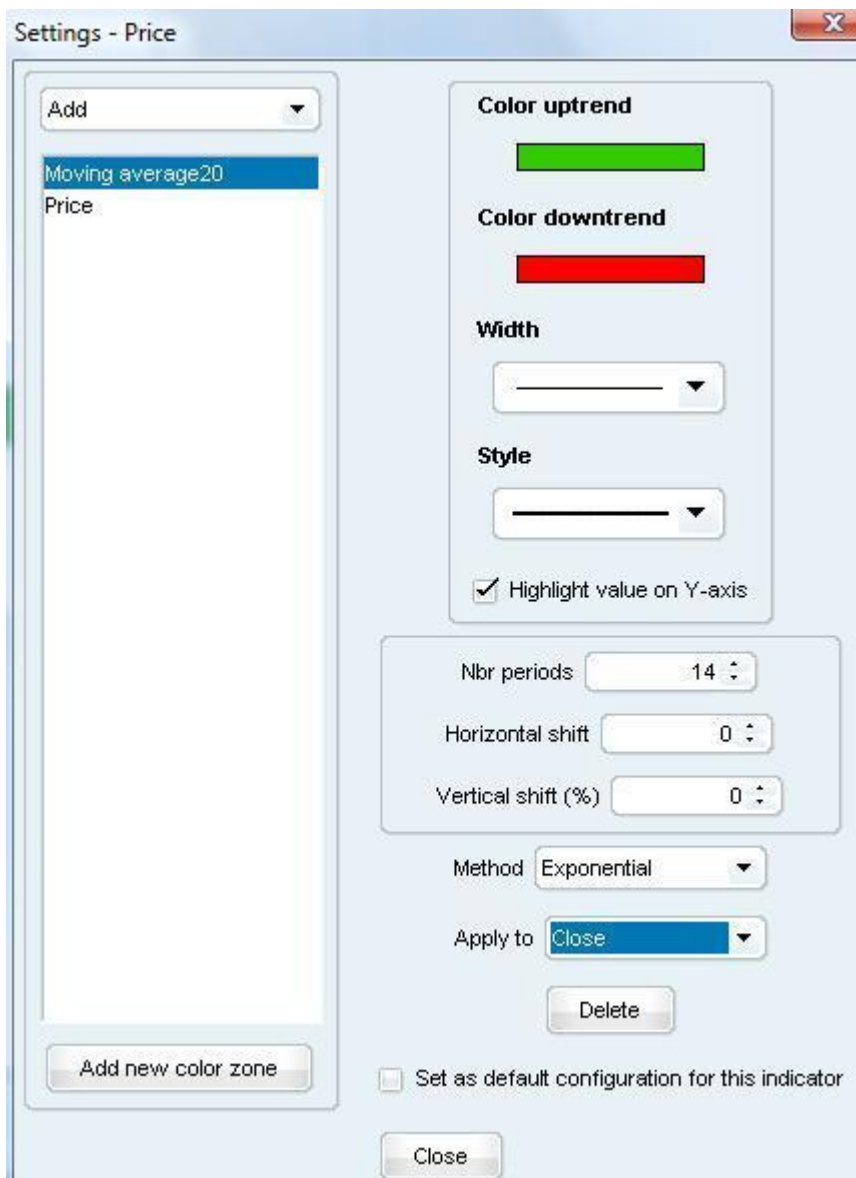 Settings - Price
Add
Moving average20
Price
Add new color zone
Color uptrend
Color downtrend
Width
Style
Highlight value on Y-axis
Nbr periods 14
Horizontal shift 0
Vertical shift (%) 0
Method Exponential
Apply to Close
Delete
Set as default configuration for this indicator
Close